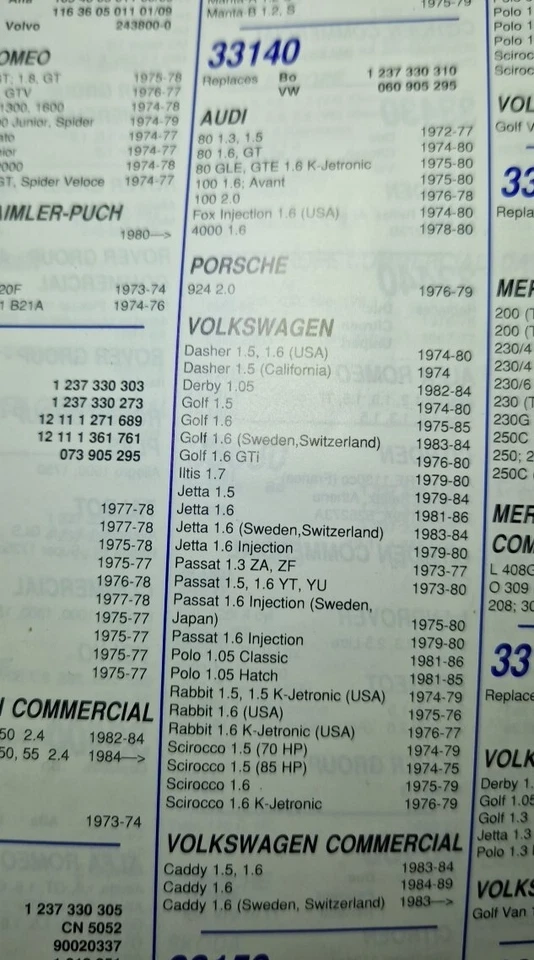 116 36 05 011 01/09
Volvo 243800-0
OMEO
GT; 1.8, GT 1975-78
GTV 1976-77
1300, 1600 1974-78
Junior, Spider 1974-79
1974-77
1974-77
2000 1974-78
GT, Spider Veloce 1974-77
AIMLER-PUCH
1980—>
20F 1973-74
1 B21A 1974-76
1 237 330 303
1 237 330 273
12 11 1 271 689
12 11 1 361 761
073 905 295
1977-78
1977-78
1975-78
1975-77
1976-78
1977-78
1975-77
1975-77
1975-77
1975-77
COMMERCIAL
50 2.4 1982-84
50, 55 2.4 1984—>
1973-74
1 237 330 305
CN 5052
90020337
Manta B 1.2, S 1975-79
33140
Replaces Bo 1 237 330 310
VW 060 905 295
AUDI
80 1.3, 1.5 1972-77
80 1.6, GT 1974-80
80 GLE, GTE 1.6 K-Jetronic 1975-80
100 1.6; Avant 1975-80
100 2.0 1976-78
Fox Injection 1.6 (USA) 1974-80
4000 1.6 1978-80
PORSCHE
924 2.0 1976-79
VOLKSWAGEN
Dasher 1.5, 1.6 (USA) 1974-80
Dasher 1.5 (California) 1974
Derby 1.05 1982-84
Golf 1.5 1974-80
Golf 1.6 1975-85
Golf 1.6 (Sweden,Switzerland) 1983-84
Golf 1.6 GTi 1976-80
Iltis 1.7 1979-80
Jetta 1.5 1979-84
Jetta 1.6 1981-86
Jetta 1.6 (Sweden,Switzerland) 1983-84
Jetta 1.6 Injection 1979-80
Passat 1.3 ZA, ZF 1973-77
Passat 1.5, 1.6 YT, YU 1973-80
Passat 1.6 Injection (Sweden,
Japan) 1975-80
Passat 1.6 Injection 1979-80
Polo 1.05 Classic 1981-86
Polo 1.05 Hatch 1981-85
Rabbit 1.5, 1.5 K-Jetronic (USA) 1974-79
Rabbit 1.6 (USA) 1975-76
Rabbit 1.6 K-Jetronic (USA) 1976-77
Scirocco 1.5 (70 HP) 1974-79
Scirocco 1.5 (85 HP) 1974-75
Scirocco 1.6 1975-79
Scirocco 1.6 K-Jetronic 1976-79
VOLKSWAGEN COMMERCIAL
Caddy 1.5, 1.6 1983-84
Caddy 1.6 1984-89
Caddy 1.6 (Sweden, Switzerland) 1983—>
Polo 1
Polo 1
Polo 1
Sciroc
Sciroc
VOL
Golf V
33
Repla
MER
200 (T
200 (T
230/4
230/4
230/6
230 (T
230G
250C
250; 2
250C
MER
COM
L 408G
O 309
208; 30
33
Replace
VOLK
Derby 1.
Golf 1.05
Golf 1.3
Jetta 1.3
Polo 1.3
VOLKS
Golf Van